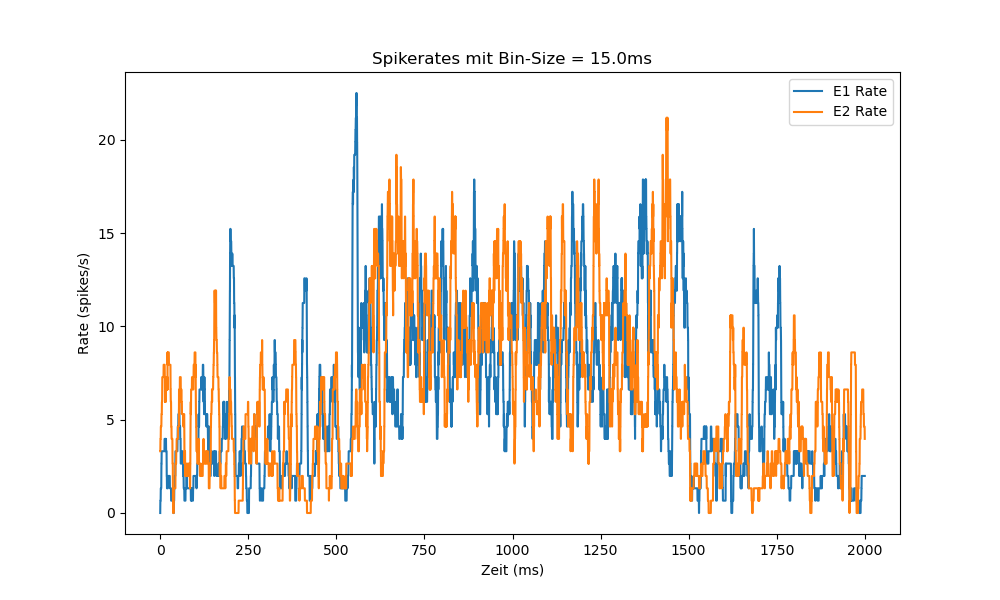 Spikerates mit Bin-Size = 15.0ms
E1 Rate
E2 Rate
Rate (spikes/s)
20
15
10
5
0
0 250 500 750 1000 1250 1500 1750 2000
Zeit (ms)